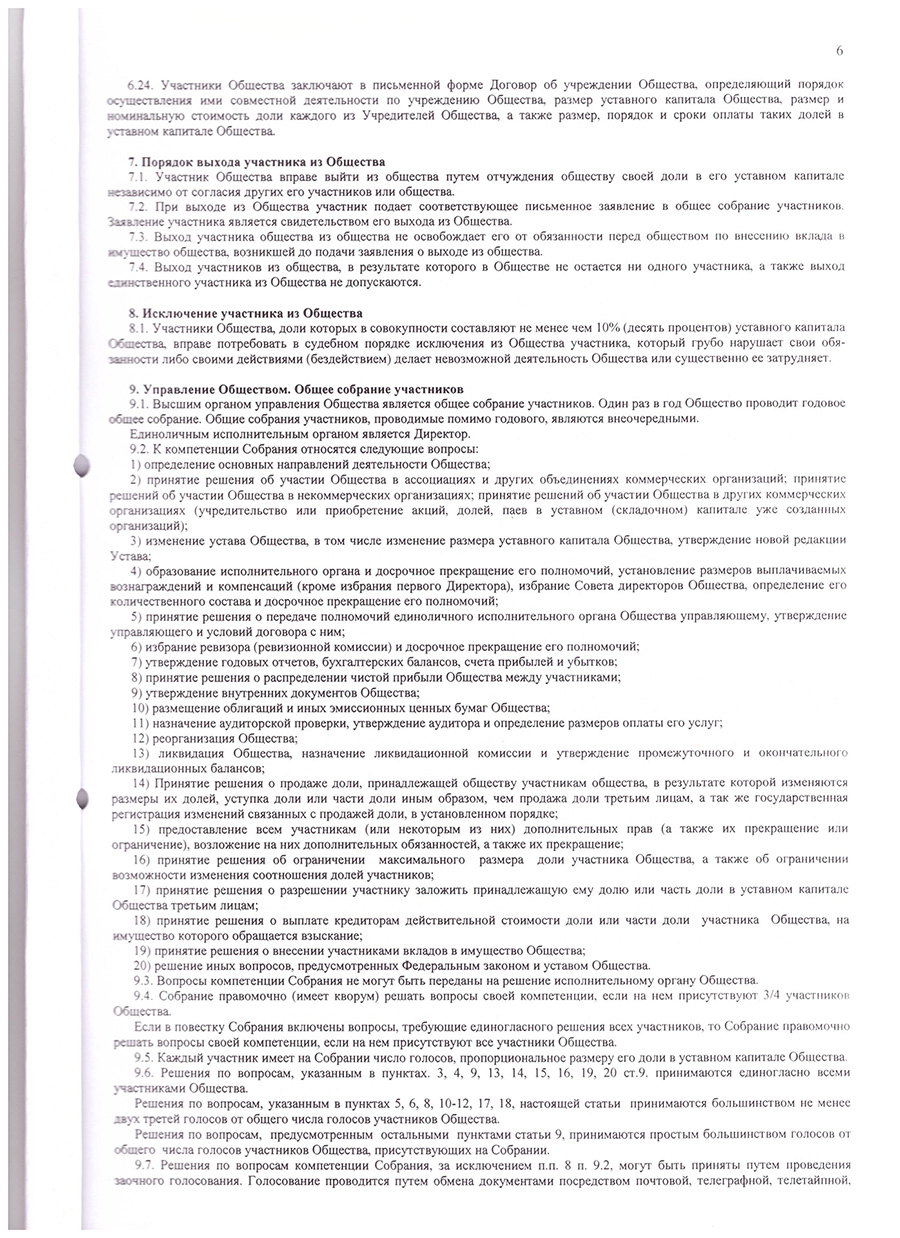 6
6.24. Участники Общества заключают в письменной форме Договор об учреждении Общества, определяющий порядок
осуществления ими совместной деятельности по учреждению Общества, размер уставного капитала Общества, размер и
номинальную стоимость доли каждого из Учредителей Общества, а также размер, порядок и сроки оплаты таких долей в
уставном капитале Общества.
7. Порядок выхода участника из Общества
7.1. Участник Общества вправе выйти из общества путем отчуждения обществу своей доли в его уставном капитале
независимо от согласия других его участников или общества.
7.2. При выходе из Общества участник подает соответствующее письменное заявление в общее собрание участников.
Заявление участника является свидетельством его выхода из Общества.
7.3. Выход участника общества из общества не освобождает его от обязанности перед обществом по внесению вклада в
имущество общества, возникшей до подачи заявления о выходе из общества.
7.4. Выход участников из общества, в результате которого в Обществе не остается ни одного участника, а также выход
единственного участника из Общества не допускаются.
8. Исключение участника из Общества
8.1. Участники Общества, доли которых в совокупности составляют не менее чем 10% (десять процентов) уставного капитала
Общества, вправе потребовать в судебном порядке исключения из Общества участника, который грубо нарушает свои обя-
занности либо своими действиями (бездействием) делает невозможной деятельность Общества или существенно ее затрудняет.
9. Управление Обществом. Общее собрание участников
9.1. Высшим органом управления Общества является общее собрание участников. Один раз в год Общество проводит годовое
общее собрание. Общие собрания участников, проводимые помимо годового, являются внеочередными.
Единоличным исполнительным органом является Директор.
9.2. К компетенции Собрания относятся следующие вопросы:
1) определение основных направлений деятельности Общества;
2) принятие решения об участии Общества в ассоциациях и других объединениях коммерческих организаций; принятие
решений об участии Общества в некоммерческих организациях; принятие решений об участии Общества в других коммерческих
организациях (учредительство или приобретение акций, долей, паев в уставном (складочном) капитале уже созданных
организаций);
3) изменение устава Общества, в том числе изменение размера уставного капитала Общества, утверждение новой редакции
Устава;
4) образование исполнительного органа и досрочное прекращение его полномочий, установление размеров выплачиваемых
вознаграждений и компенсаций (кроме избрания первого Директора), избрание Совета директоров Общества, определение его
количественного состава и досрочное прекращение его полномочий;
5) принятие решения о передаче полномочий единоличного исполнительного органа Общества управляющему, утверждение
управляющего и условий договора с ним;
6) избрание ревизора (ревизионной комиссии) и досрочное прекращение его полномочий;
7) утверждение годовых отчетов, бухгалтерских балансов, счета прибылей и убытков;
8) принятие решения о распределении чистой прибыли Общества между участниками;
9) утверждение внутренних документов Общества;
10) размещение облигаций и иных эмиссионных ценных бумаг Общества;
11) назначение аудиторской проверки, утверждение аудитора и определение размеров оплаты его услуг;
12) реорганизация Общества;
13) ликвидация Общества, назначение ликвидационной комиссии и утверждение промежуточного и окончательного
ликвидационных балансов;
14) Принятие решения о продаже доли, принадлежащей обществу участникам общества, в результате которой изменяются
размеры их долей, уступка доли или части доли иным образом, чем продажа доли третьим лицам, а так же государственная
регистрация изменений связанных с продажей доли, в установленном порядке;
15) предоставление всем участникам (или некоторым из них) дополнительных прав (а также их прекращение или
ограничение), возложение на них дополнительных обязанностей, а также их прекращение;
16) принятие решения об ограничении максимального размера доли участника Общества, а также об ограничении
возможности изменения соотношения долей участников;
17) принятие решения о разрешении участнику заложить принадлежащую ему долю или часть доли в уставном капитале
Общества третьим лицам;
18) принятие решения о выплате кредиторам действительной стоимости доли или части доли участника Общества, на
имущество которого обращается взыскание;
19) принятие решения о внесении участниками вкладов в имущество Общества;
20) решение иных вопросов, предусмотренных Федеральным законом и уставом Общества.
9.3. Вопросы компетенции Собрания не могут быть переданы на решение исполнительному органу Общества.
9.4. Собрание правомочно (имеет кворум) решать вопросы своей компетенции, если на нем присутствуют 3/4 участников
Общества.
Если в повестку Собрания включены вопросы, требующие единогласного решения всех участников, то Собрание правомочно
решать вопросы своей компетенции, если на нем присутствуют все участники Общества.
9.5. Каждый участник имеет на Собрании число голосов, пропорциональное размеру его доли в уставном капитале Общества.
9.6. Решения по вопросам, указанным в пунктах. 3, 4, 9, 13, 14, 15, 16, 19, 20 ст.9. принимаются единогласно всеми
участниками Общества.
Решения по вопросам, указанным в пунктах 5, 6, 8, 10-12, 17, 18, настоящей статьи принимаются большинством не менее
двух третей голосов от общего числа голосов участников Общества.
Решения по вопросам, предусмотренным остальными пунктами статьи 9, принимаются простым большинством голосов от
общего числа голосов участников Общества, присутствующих на Собрании.
9.7. Решения по вопросам компетенции Собрания, за исключением п.п. 8 п. 9.2, могут быть приняты путем проведения
заочного голосования. Голосование проводится путем обмена документами посредством почтовой, телеграфной, телетайпной,